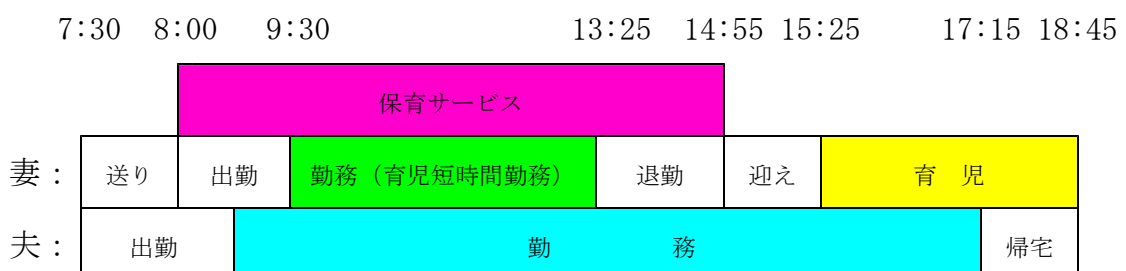 7:30 8:00 9:30 13:25 14:55 15:25 17:15 18:45
保育サービス
妻： 送り 出勤 勤務（育児短時間勤務） 退勤 迎え 育 児
夫： 出勤 勤 務 帰宅